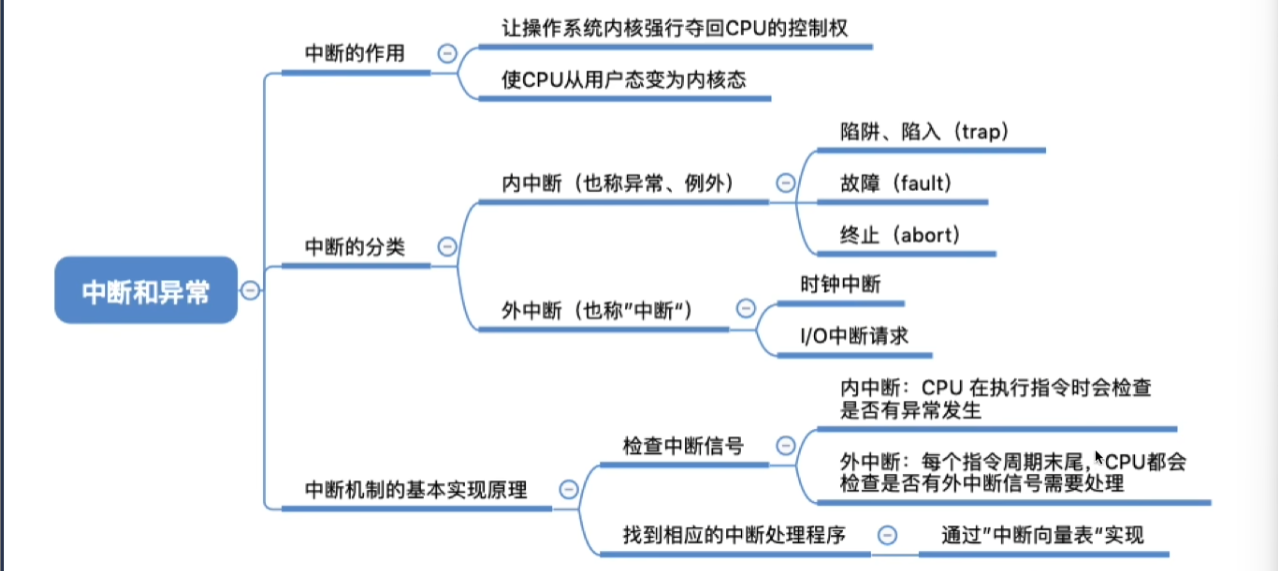 中断和异常
中断的作用
让操作系统内核强行夺回CPU的控制权
使CPU从用户态变为内核态
中断的分类
内中断（也称异常、例外）
陷阱、陷入（trap）
故障（fault）
终止（abort）
外中断（也称”中断“）
时钟中断
I/O中断请求
中断机制的基本实现原理
检查中断信号
内中断：CPU 在执行指令时会检查
是否有异常发生
外中断：每个指令周期末尾，CPU都会
检查是否有外中断信号需要处理
找到相应的中断处理程序
通过”中断向量表“实现